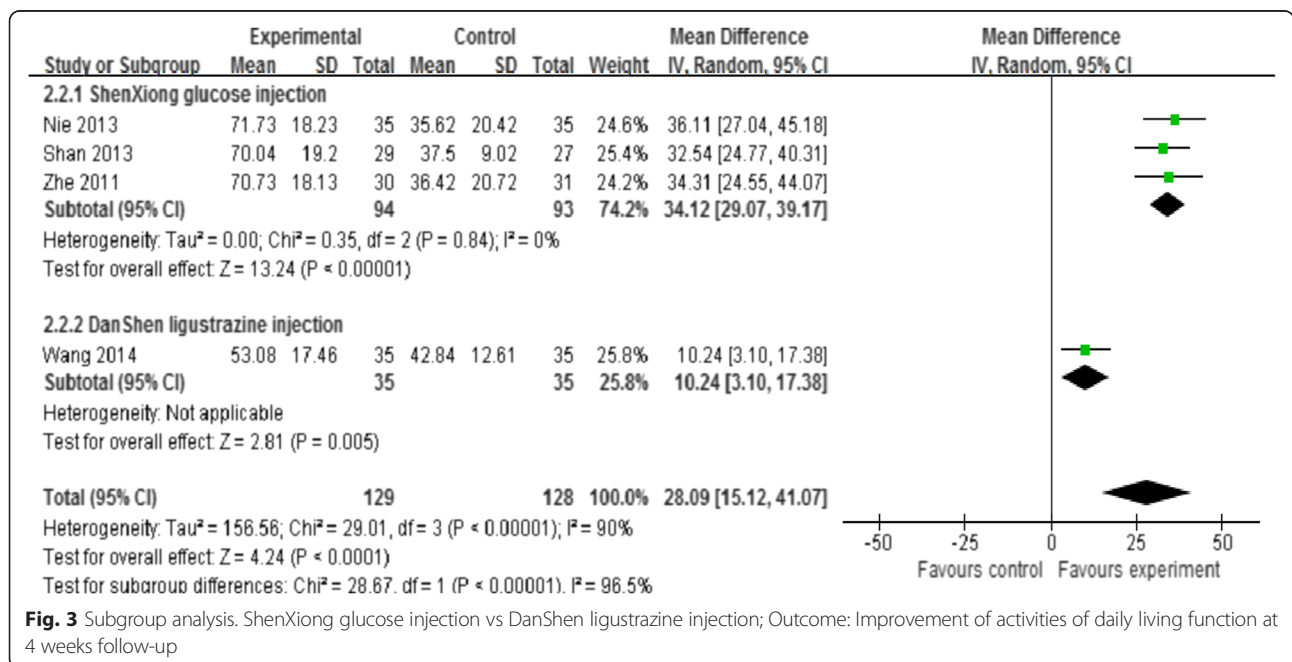 Experimental Control Mean Difference Mean Difference
Study or Subgroup Mean SD Total Mean SD Total Weight IV, Random, 95% CI IV, Random, 95% CI
2.2.1 ShenXiong glucose injection
Nie 2013 71.73 18.23 35 35.62 20.42 35 24.6% 36.11 [27.04, 45.18]
Shan 2013 70.04 19.2 29 37.5 9.02 27 25.4% 32.54 [24.77, 40.31]
Zhe 2011 70.73 18.13 30 36.42 20.72 31 24.2% 34.31 [24.55, 44.07]
Subtotal (95% CI) 94 93 74.2% 34.12 [29.07, 39.17]
Heterogeneity: Tau² = 0.00; Chi² = 0.35, df = 2 (P = 0.84); I² = 0%
Test for overall effect: Z = 13.24 (P < 0.00001)
2.2.2 DanShen ligustrazine injection
Wang 2014 53.08 17.46 35 42.84 12.61 35 25.8% 10.24 [3.10, 17.38]
Subtotal (95% CI) 35 35 25.8% 10.24 [3.10, 17.38]
Heterogeneity: Not applicable
Test for overall effect: Z = 2.81 (P = 0.005)
Total (95% CI) 129 128 100.0% 28.09 [15.12, 41.07]
Heterogeneity: Tau² = 156.56; Chi² = 29.01, df = 3 (P < 0.00001); I² = 90%
Test for overall effect: Z = 4.24 (P < 0.0001)
Test for subgroup differences: Chi² = 28.67, df = 1 (P < 0.00001), I² = 96.5%
-50 -25 0 25 50
Favours control Favours experiment
Fig. 3 Subgroup analysis. ShenXiong glucose injection vs DanShen ligustrazine injection; Outcome: Improvement of activities of daily living function at
4 weeks follow-up